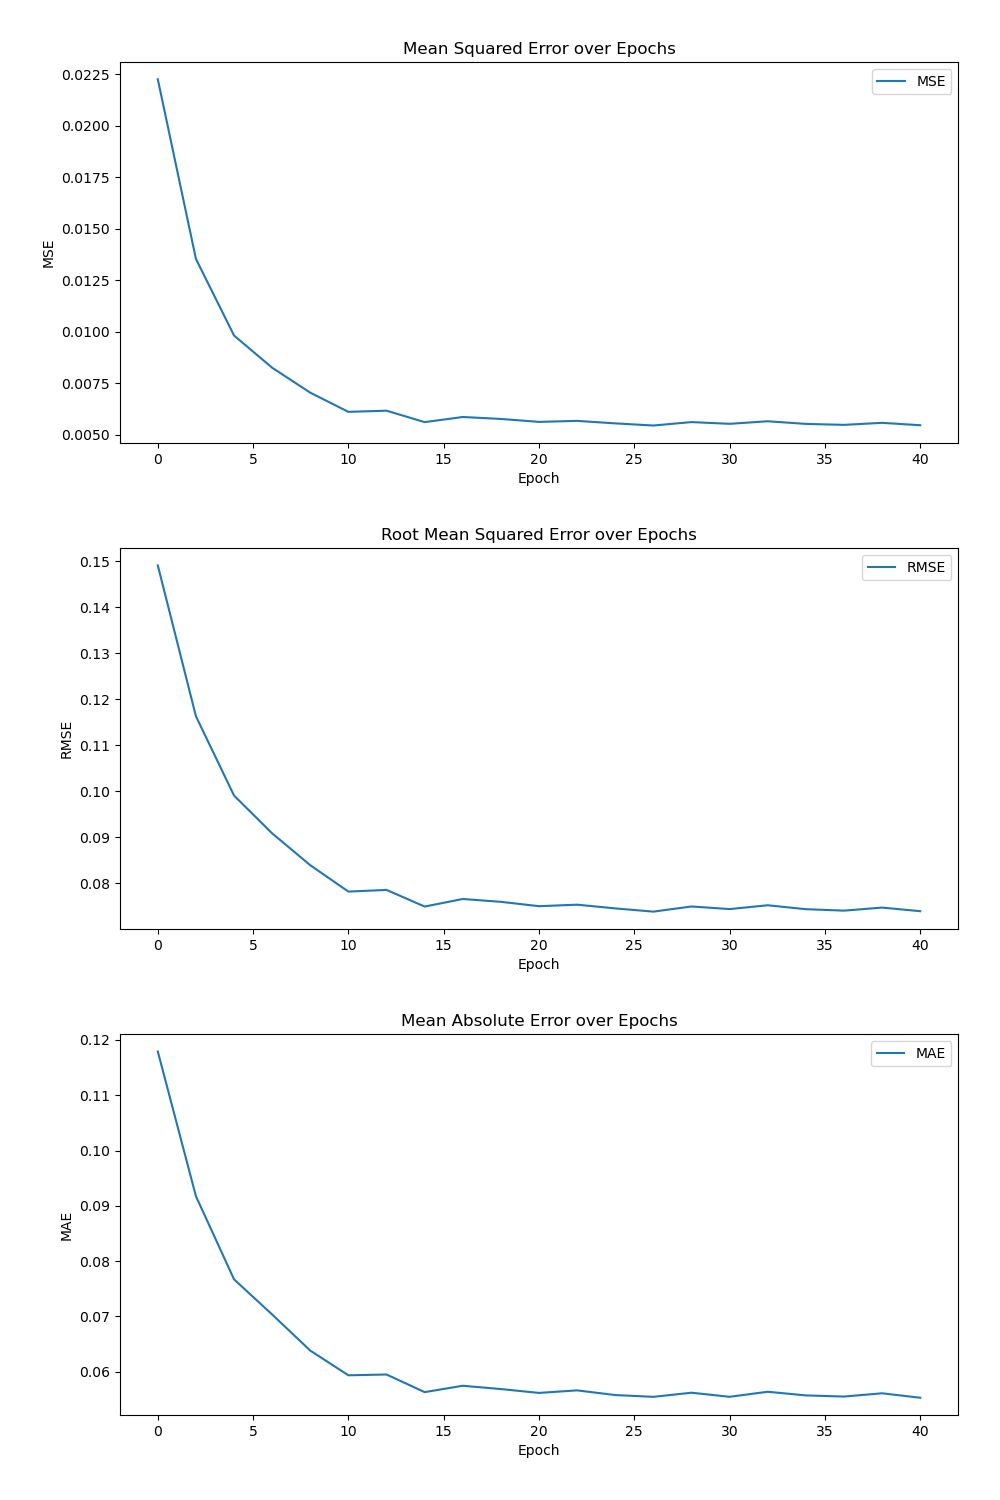 Mean Squared Error over Epochs
MSE
0.0225
0.0200
0.0175
0.0150
0.0125
0.0100
0.0075
0.0050
MSE
0 5 10 15 20 25 30 35 40
Epoch
Root Mean Squared Error over Epochs
RMSE
0.15
0.14
0.13
0.12
0.11
0.10
0.09
0.08
RMSE
0 5 10 15 20 25 30 35 40
Epoch
Mean Absolute Error over Epochs
MAE
0.12
0.11
0.10
0.09
0.08
0.07
0.06
MAE
0 5 10 15 20 25 30 35 40
Epoch